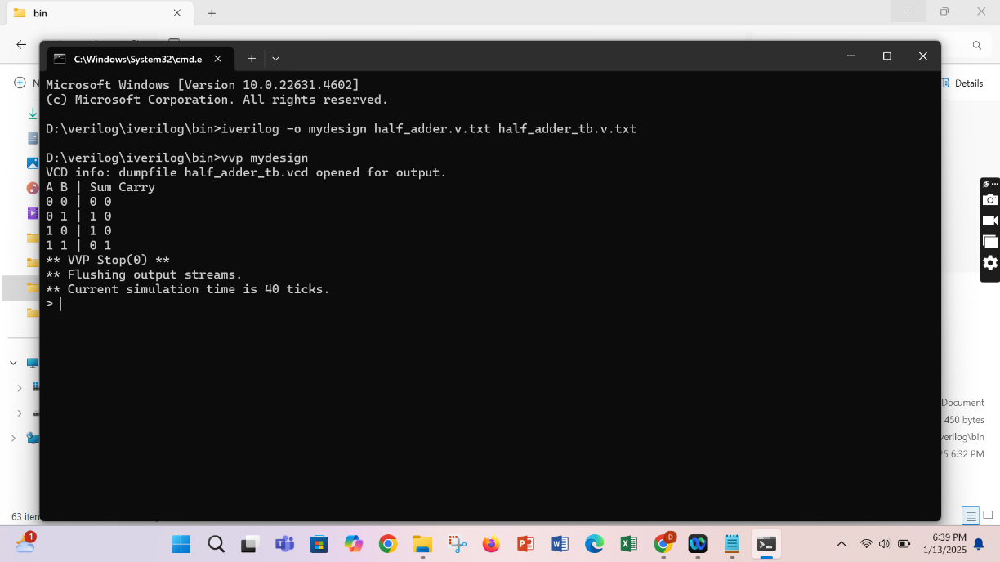 bin
C:\Windows\System32\cmd.e
Details
Microsoft Windows [Version 10.0.22631.4602]
(c) Microsoft Corporation. All rights reserved.
D:\verilog\iverilog\bin>iverilog -o mydesign half_adder.v.txt half_adder_tb.v.txt
D:\verilog\iverilog\bin>vvp mydesign
VCD info: dumpfile half_adder_tb.vcd opened for output.
A B | Sum Carry
0 0 | 0 0
0 1 | 1 0
1 0 | 1 0
1 1 | 0 1
** VVP Stop(0) **
** Flushing output streams.
** Current simulation time is 40 ticks.
>
Document
450 bytes
verilog\bin
25 6:32 PM
63 item
1
D
6:39 PM
1/13/2025